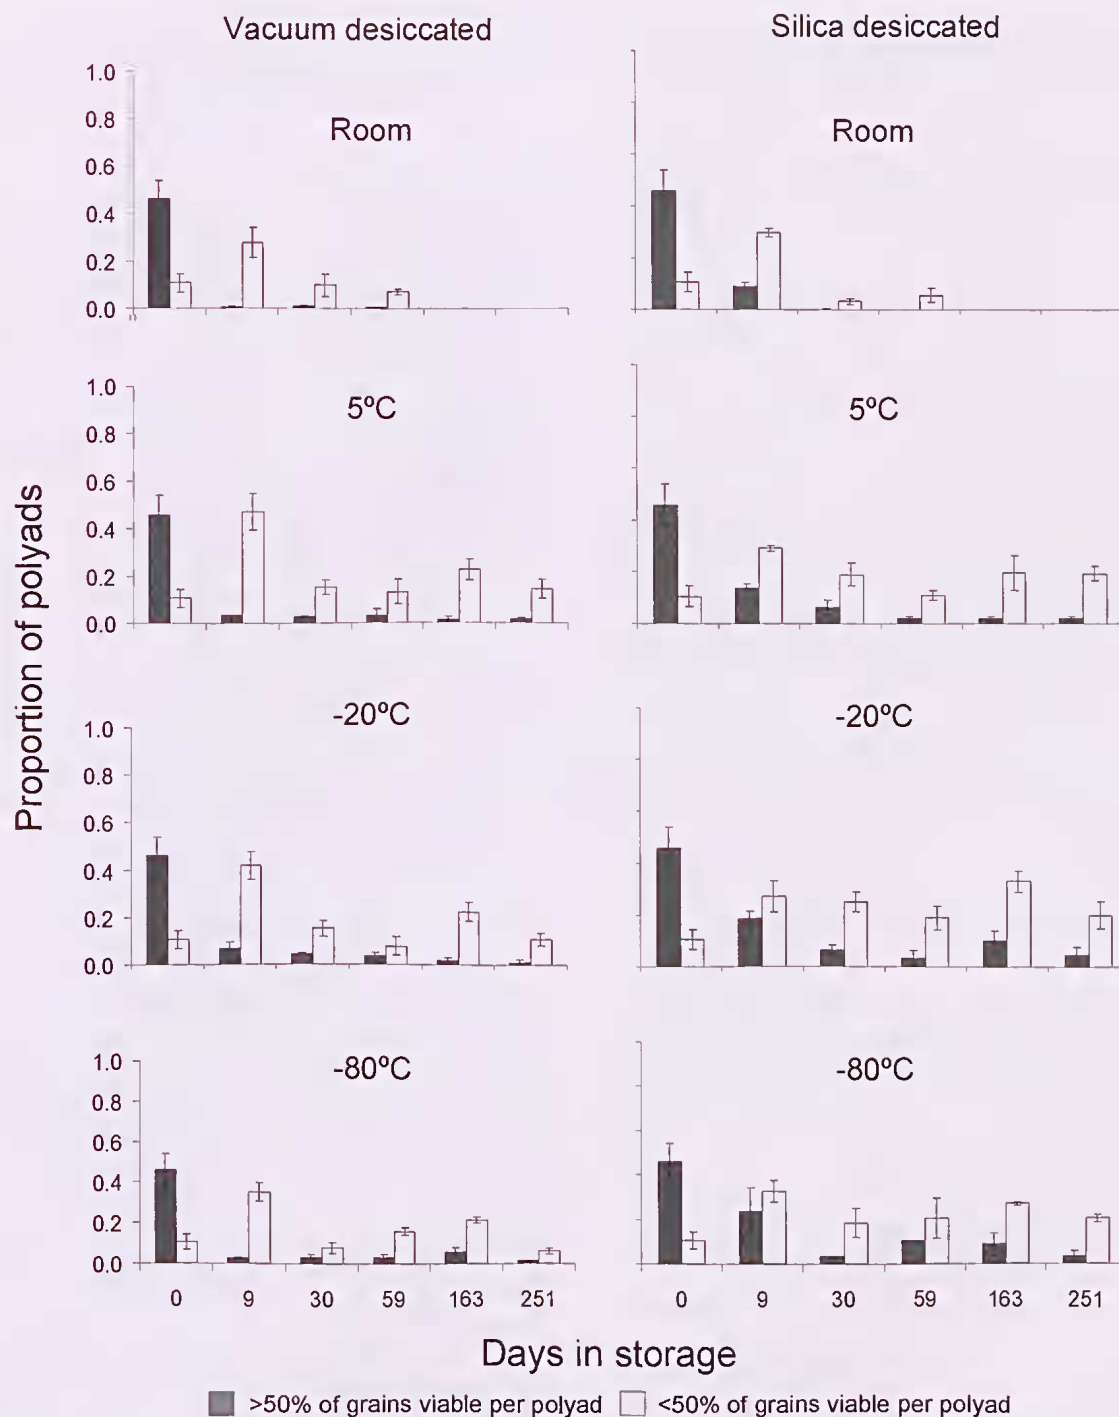 Vacuum desiccated
Silica desiccated
1.0
0.8
0.6
0.4
0.2
0.0
Room
Room
1.0
0.8
0.6
0.4
0.2
0.0
5ºC
5ºC
Proportion of polyads
1.0
0.8
0.6
0.4
0.2
0.0
-20ºC
-20ºC
1.0
0.8
0.6
0.4
0.2
0.0
-80ºC
-80ºC
0 9 30 59 163 251
0 9 30 59 163 251
Days in storage
>50% of grains viable per polyad <50% of grains viable per polyad